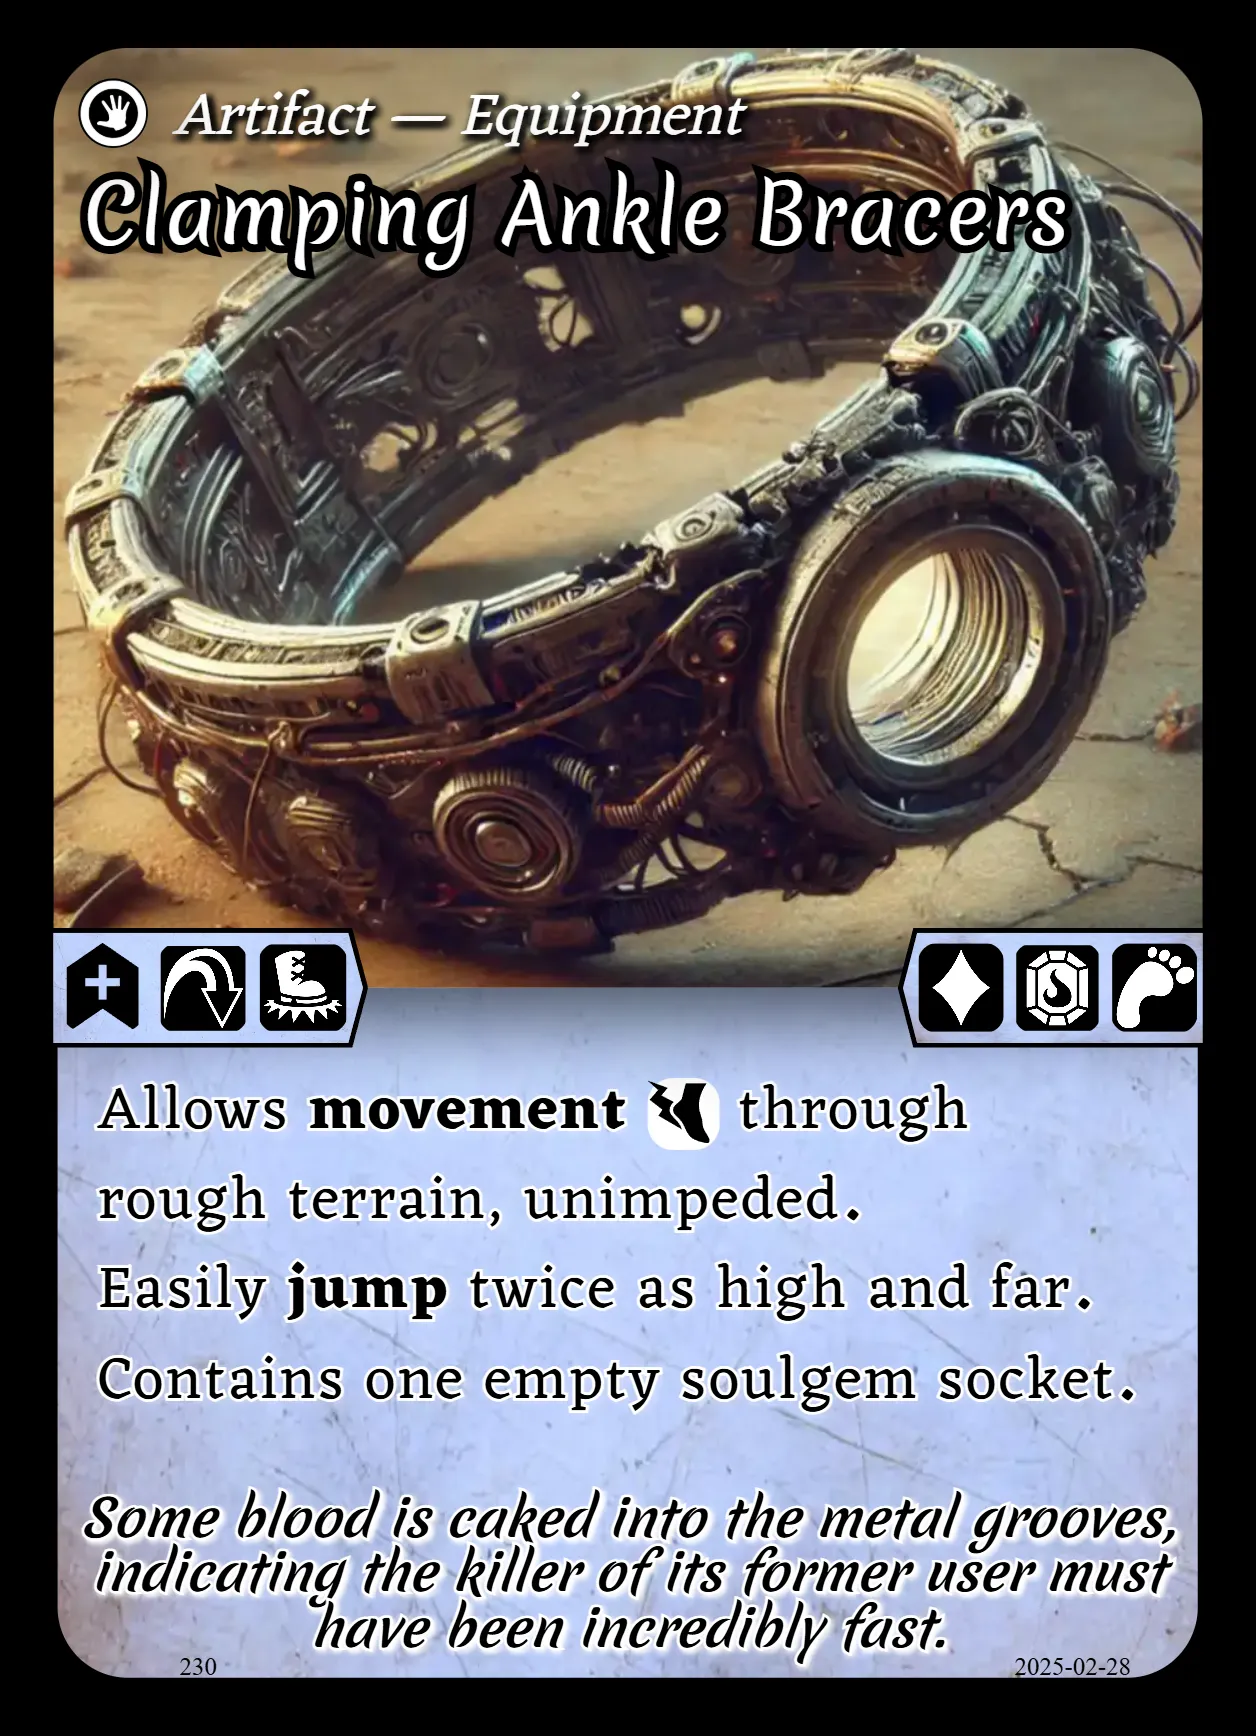 Artifact — Equipment
Clamping Ankle Bracers
Allows movement through
rough terrain, unimpeded.
Easily jump twice as high and far.
Contains one empty soulgem socket.
Some blood is caked into the metal grooves,
indicating the killer of its former user must
have been incredibly fast.
230
2025-02-28